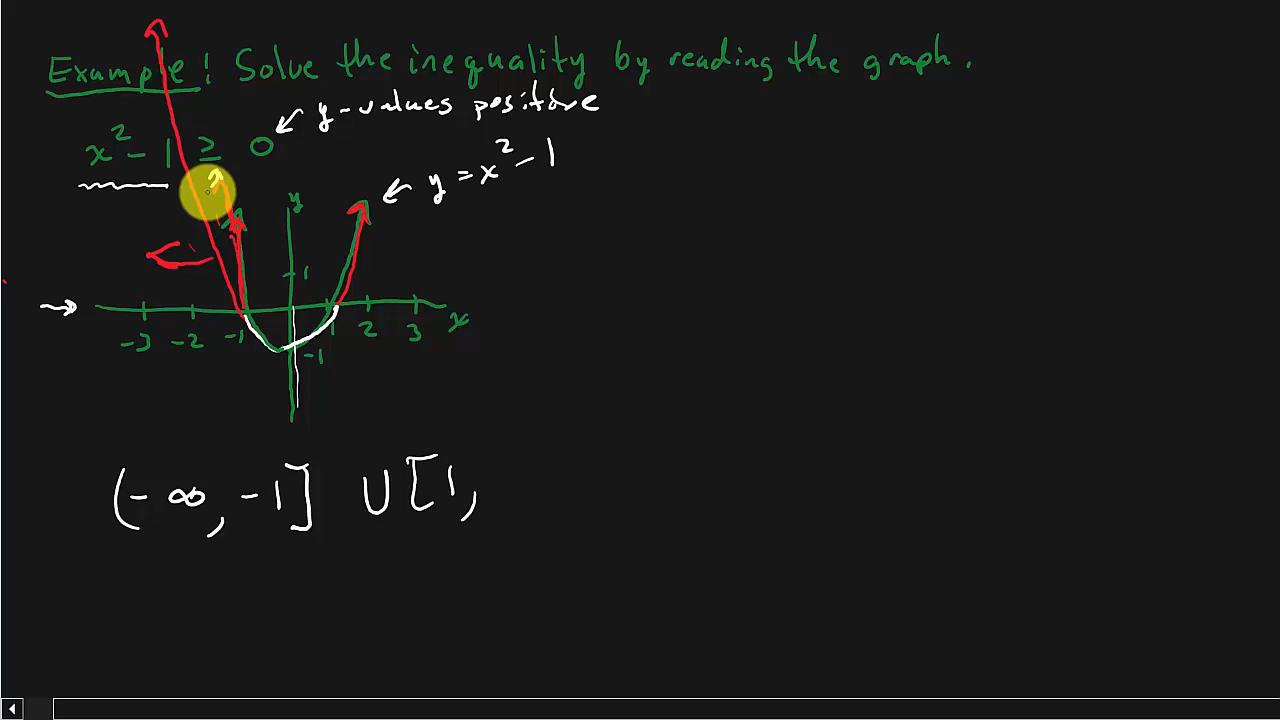 Example! Solve the inequality by reading the graph.
x² - 1 ≥ 0
y-values positive
y = x² - 1
y
1
-3 -2 -1 1 2 3 x
-1
(-∞, -1] ∪ [1,